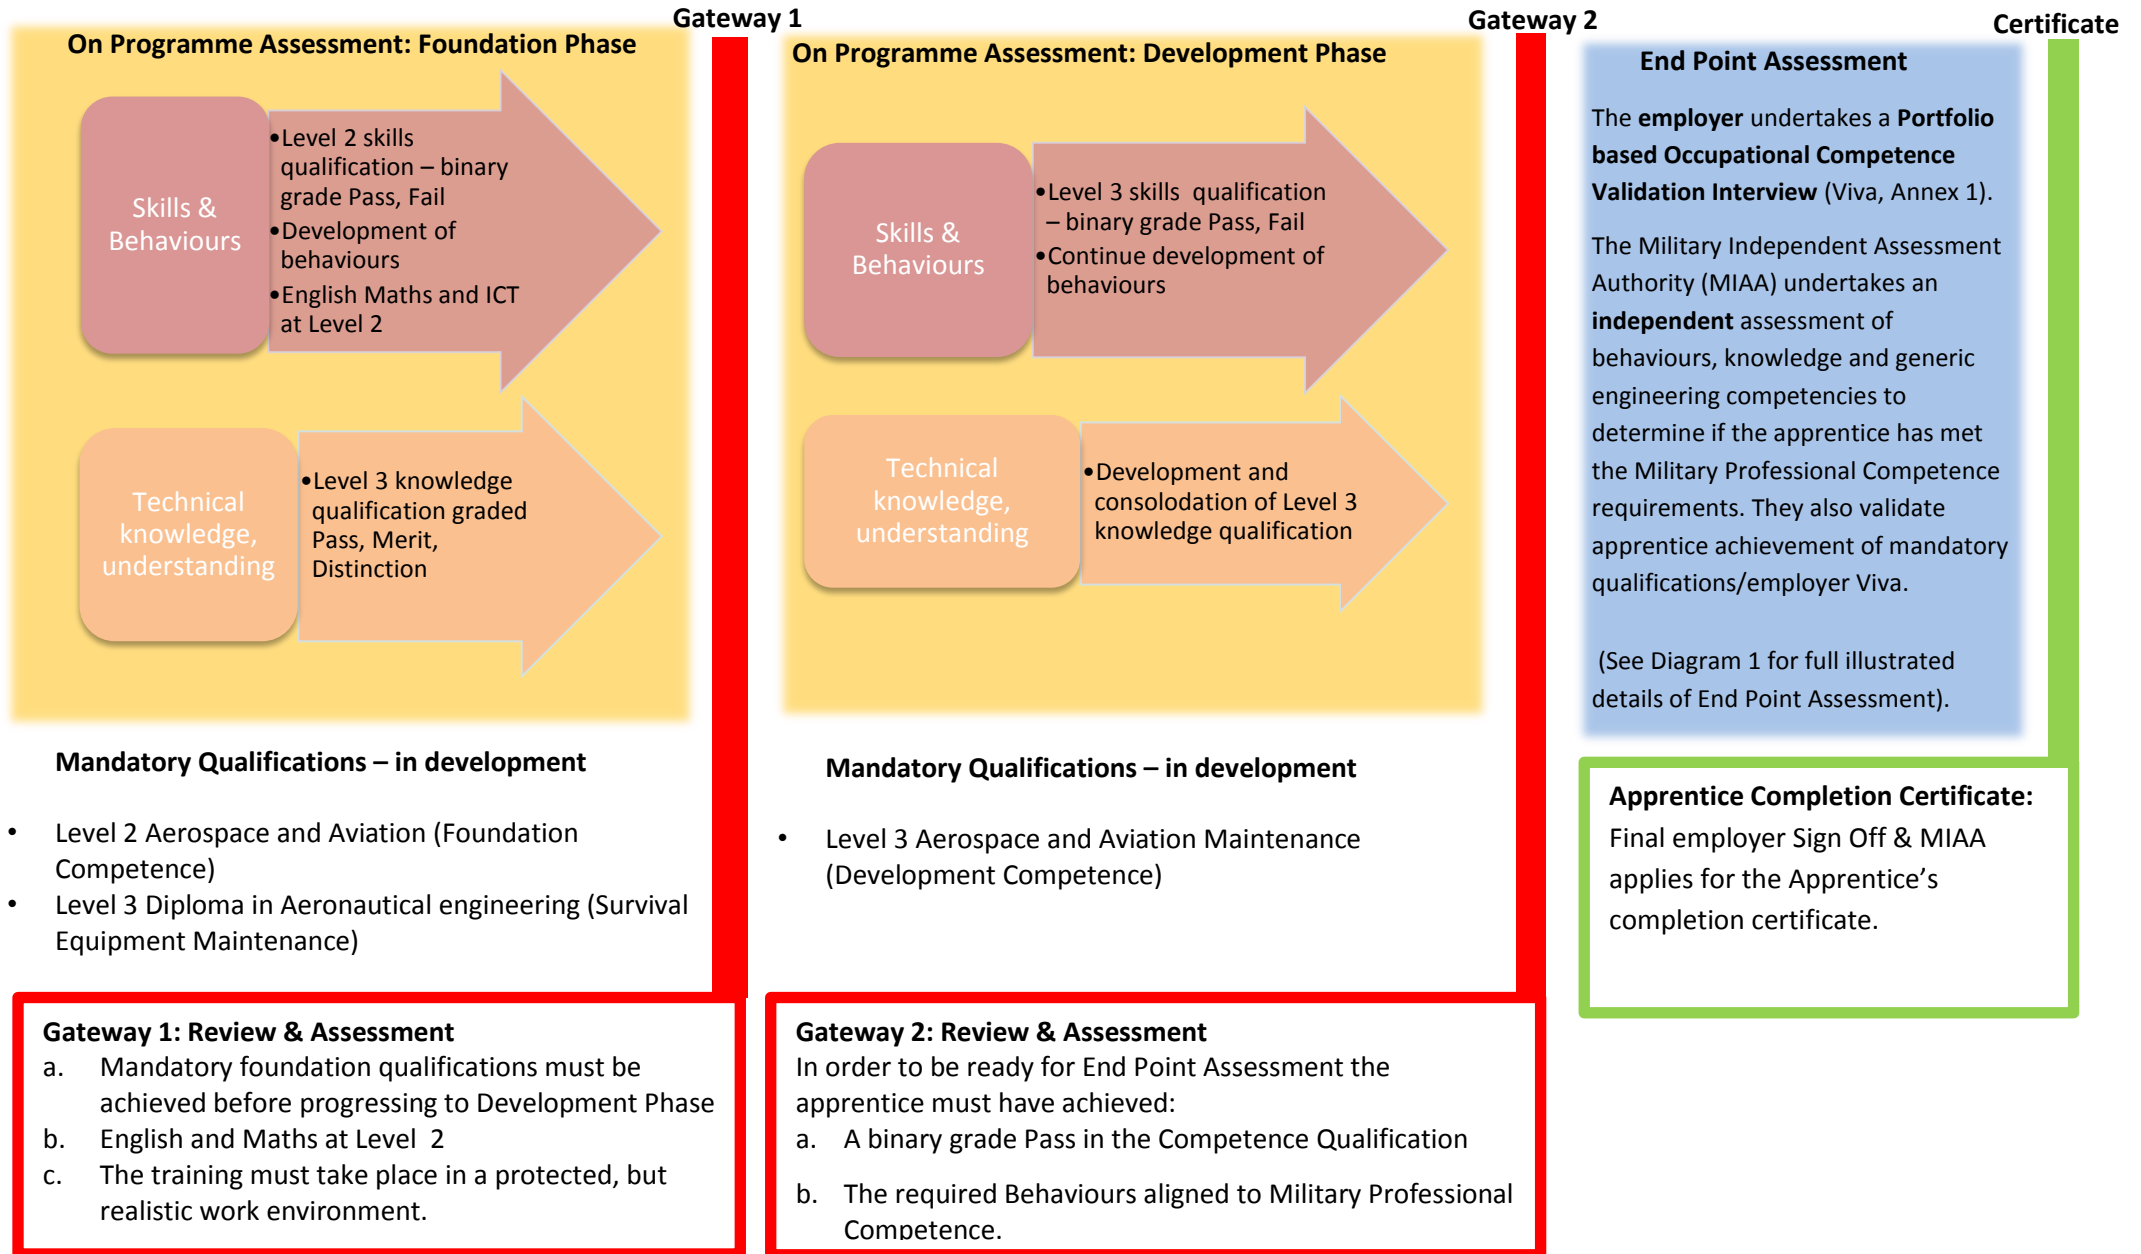 Gateway 1
On Programme Assessment: Foundation Phase
Skills &
Behaviours
•Level 2 skills
qualification – binary
grade Pass, Fail
•Development of
behaviours
•English Maths and ICT
at Level 2
Technical
knowledge,
understanding
•Level 3 knowledge
qualification graded
Pass, Merit,
Distinction
Mandatory Qualifications – in development
• Level 2 Aerospace and Aviation (Foundation
Competence)
• Level 3 Diploma in Aeronautical engineering (Survival
Equipment Maintenance)
Gateway 1: Review & Assessment
a. Mandatory foundation qualifications must be
achieved before progressing to Development Phase
b. English and Maths at Level 2
c. The training must take place in a protected, but
realistic work environment.
Gateway 2
On Programme Assessment: Development Phase
Skills &
Behaviours
•Level 3 skills qualification
– binary grade Pass, Fail
•Continue development of
behaviours
Technical
knowledge,
understanding
•Development and
consolodation of Level 3
knowledge qualification
Mandatory Qualifications – in development
• Level 3 Aerospace and Aviation Maintenance
(Development Competence)
Gateway 2: Review & Assessment
In order to be ready for End Point Assessment the
apprentice must have achieved:
a. A binary grade Pass in the Competence Qualification
b. The required Behaviours aligned to Military Professional
Competence.
Certificate
End Point Assessment
The employer undertakes a Portfolio
based Occupational Competence
Validation Interview (Viva, Annex 1).
The Military Independent Assessment
Authority (MIAA) undertakes an
independent assessment of
behaviours, knowledge and generic
engineering competencies to
determine if the apprentice has met
the Military Professional Competence
requirements. They also validate
apprentice achievement of mandatory
qualifications/employer Viva.
(See Diagram 1 for full illustrated
details of End Point Assessment).
Apprentice Completion Certificate:
Final employer Sign Off & MIAA
applies for the Apprentice’s
completion certificate.